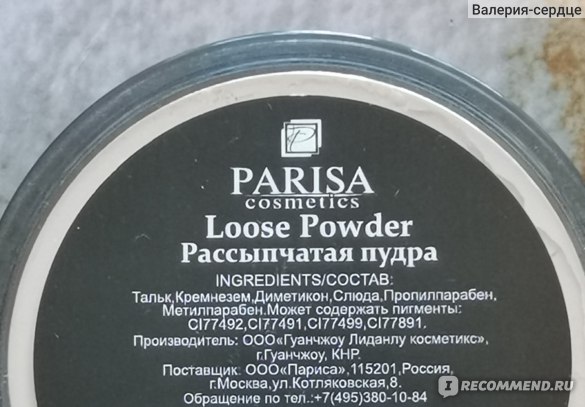 Валерия-сердце
PARISA
cosmetics
Loose Powder
Рассыпчатая пудра
INGREDIENTS/СОСТАВ:
Тальк,Кремнезем,Диметикон,Слюда,Пропилпарабен,
Метилпарабен.Может содержать пигменты:
CI77492,CI77491,CI77499,CI77891.
Производитель: ООО«Гуанчжоу Лиданлу косметикс»,
г.Гуанчжоу, КНР.
Поставщик: ООО«Париса»,115201,Россия,
г.Москва,ул.Котляковская,8.
Обращение по тел.:+7(495)380-10-84
I RECOMMEND.RU